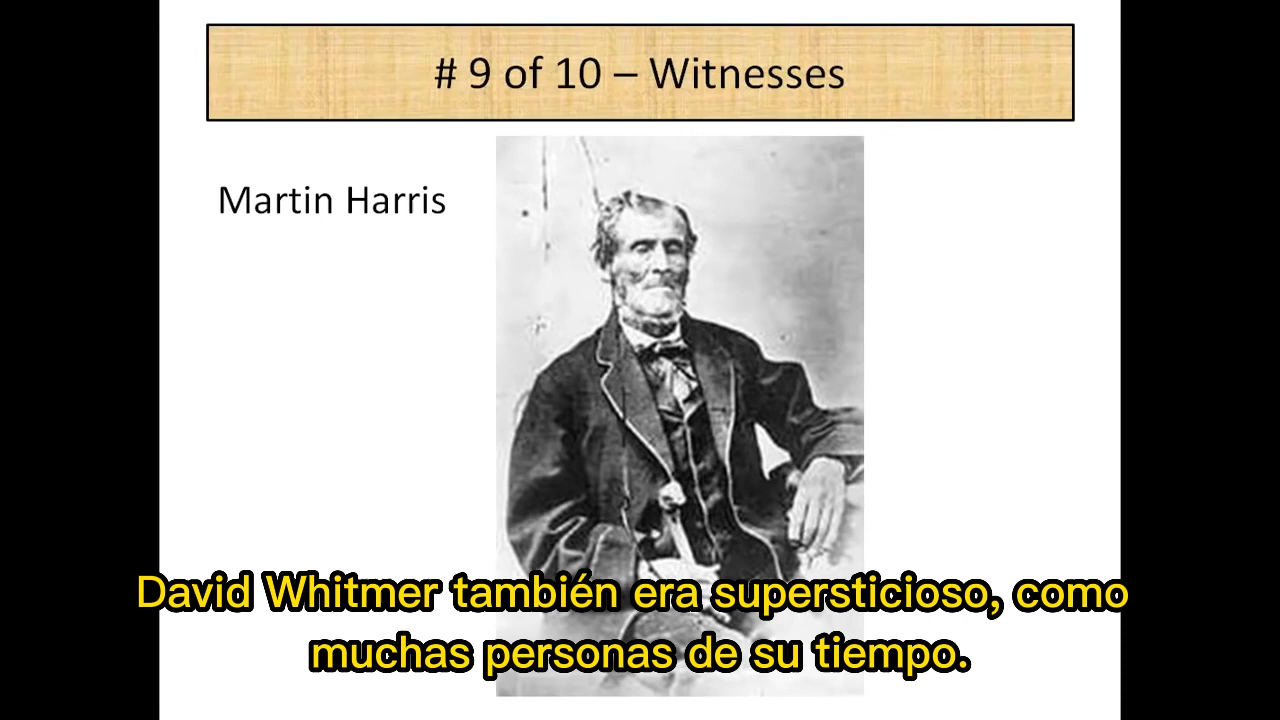 # 9 of 10 – Witnesses
Martin Harris
David Whitmer también era supersticioso, como
muchas personas de su tiempo.